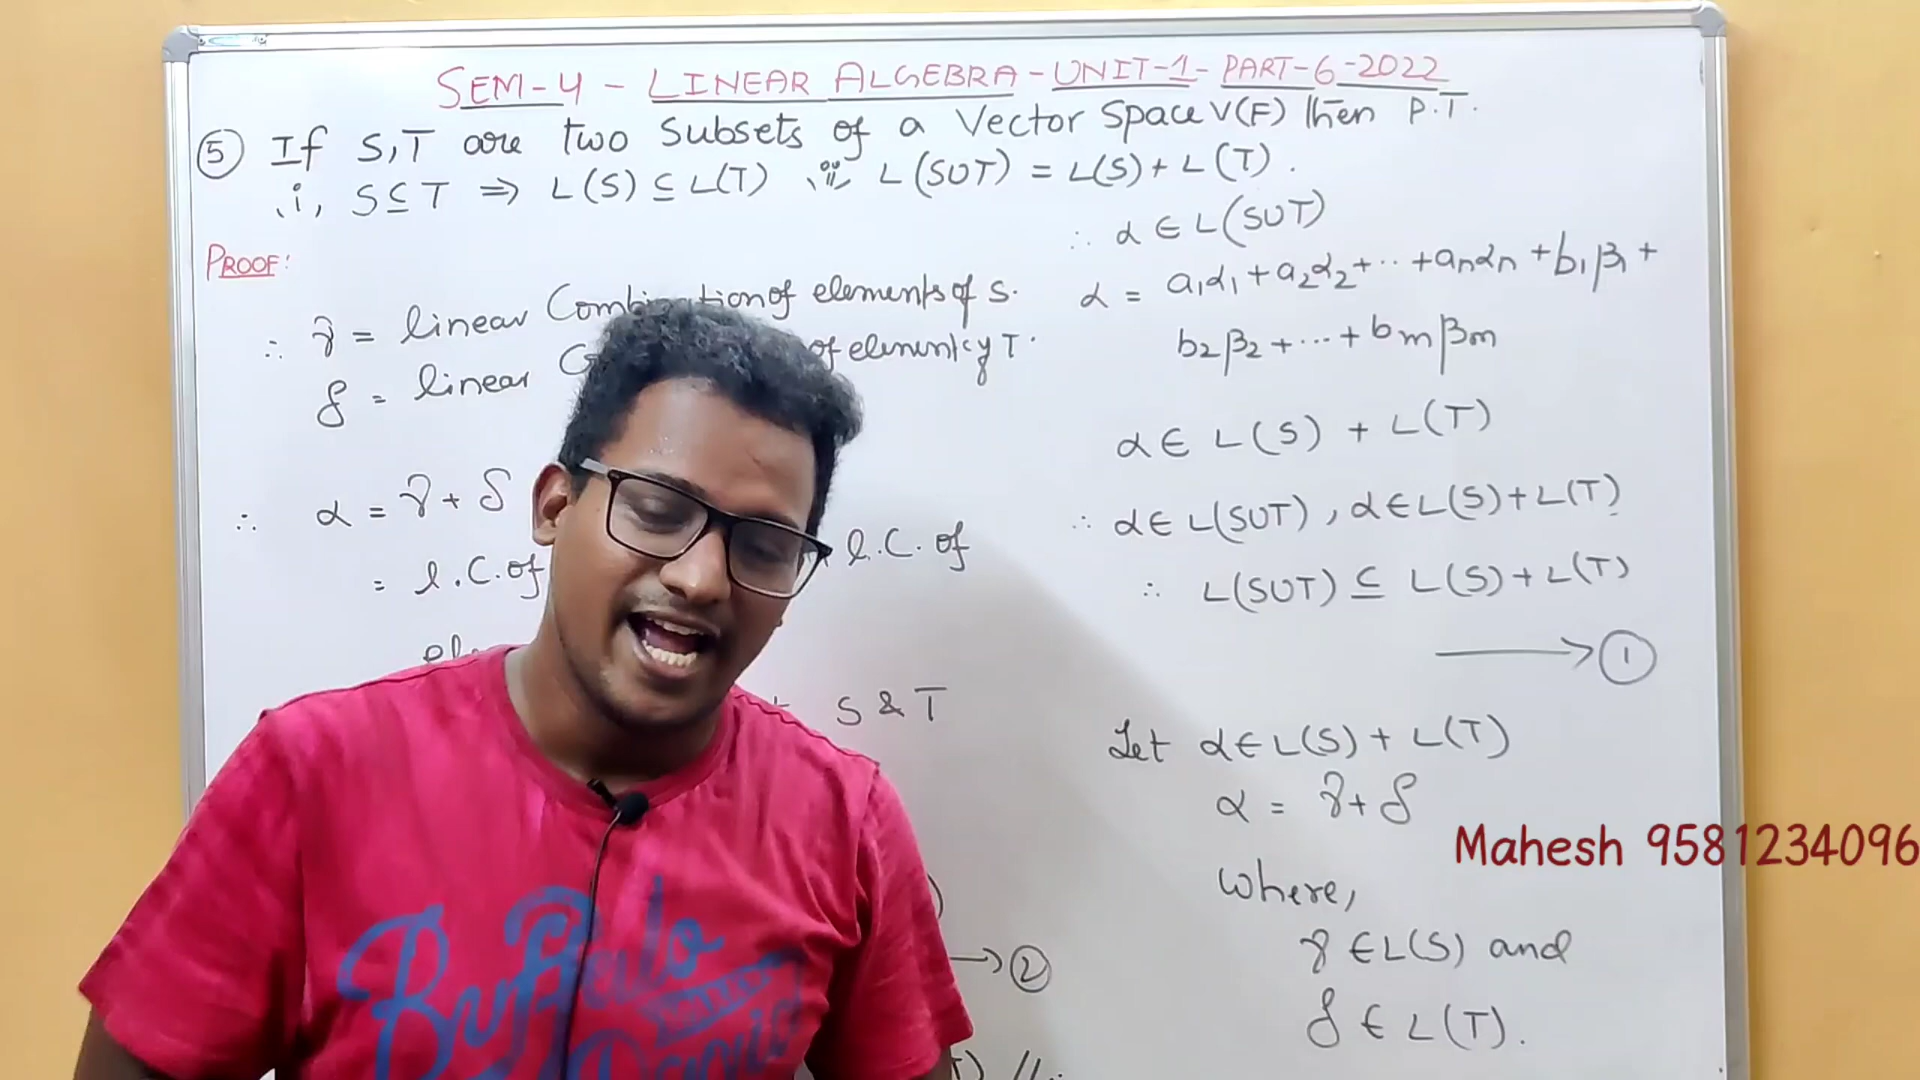 SEM-4 - LINEAR ALGEBRA-UNIT-1- PART-6-2022
⑤ If S,T are two Subsets of a Vector Space V(F) then P.T.
i, S⊆T ⇒ L(S) ⊆ L(T) ii, L(S∪T) = L(S)+L(T).
PROOF:
∴ γ = linear Combination of elements of S.
δ = linear of element of T.
∴ α = γ + δ
= l.C.of l.C.of
S & T
→②
∴ α ∈ L(S∪T)
α = a₁α₁+a₂α₂+··+anαn+b₁β₁+
b₂β₂+···+bmβm
α ∈ L(S) + L(T)
∴ α∈L(S∪T), α∈L(S)+L(T)
∴ L(S∪T) ⊆ L(S)+L(T)
→①
Let α∈L(S)+L(T)
α = γ+δ
where,
γ ∈L(S) and
δ ∈ L(T).
Mahesh 9581234096
Buffalo